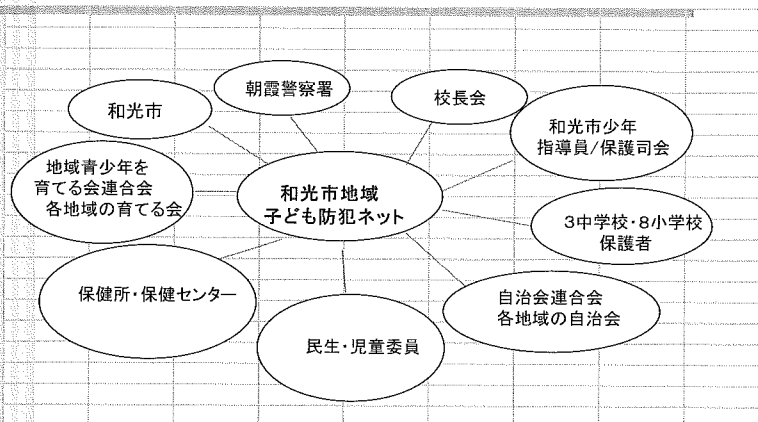 朝霞警察署
校長会
和光市
和光市少年
指導員/保護司会
地域青少年を
育てる会連合会
各地域の育てる会
和光市地域
子ども防犯ネット
3中学校・8小学校
保護者
保健所・保健センター
自治会連合会
各地域の自治会
民生・児童委員